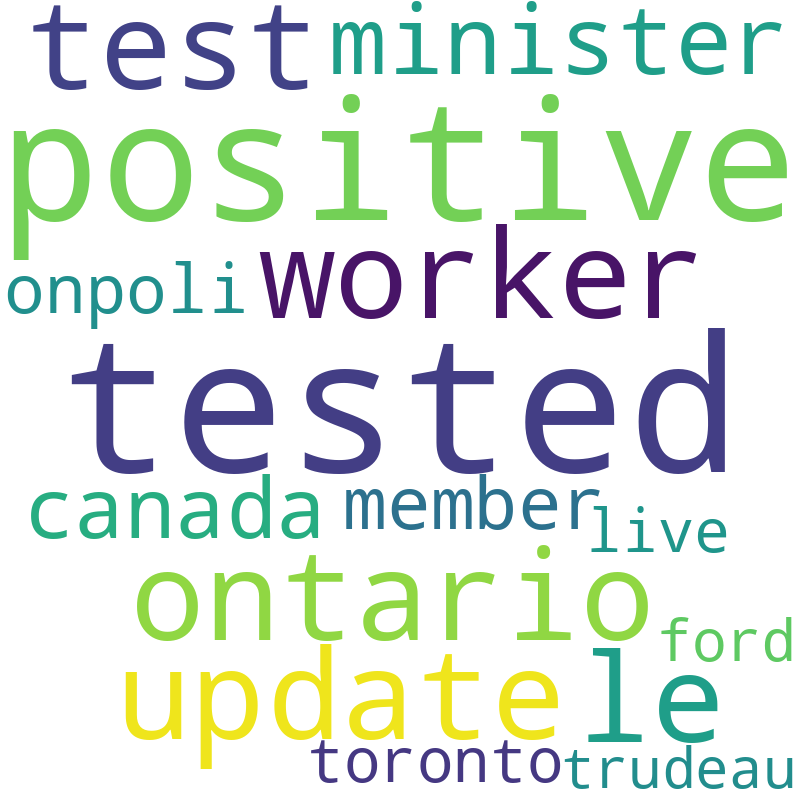 test minister
positive
onpoli worker
tested
canada member live
ontario ford
update le
toronto trudeau